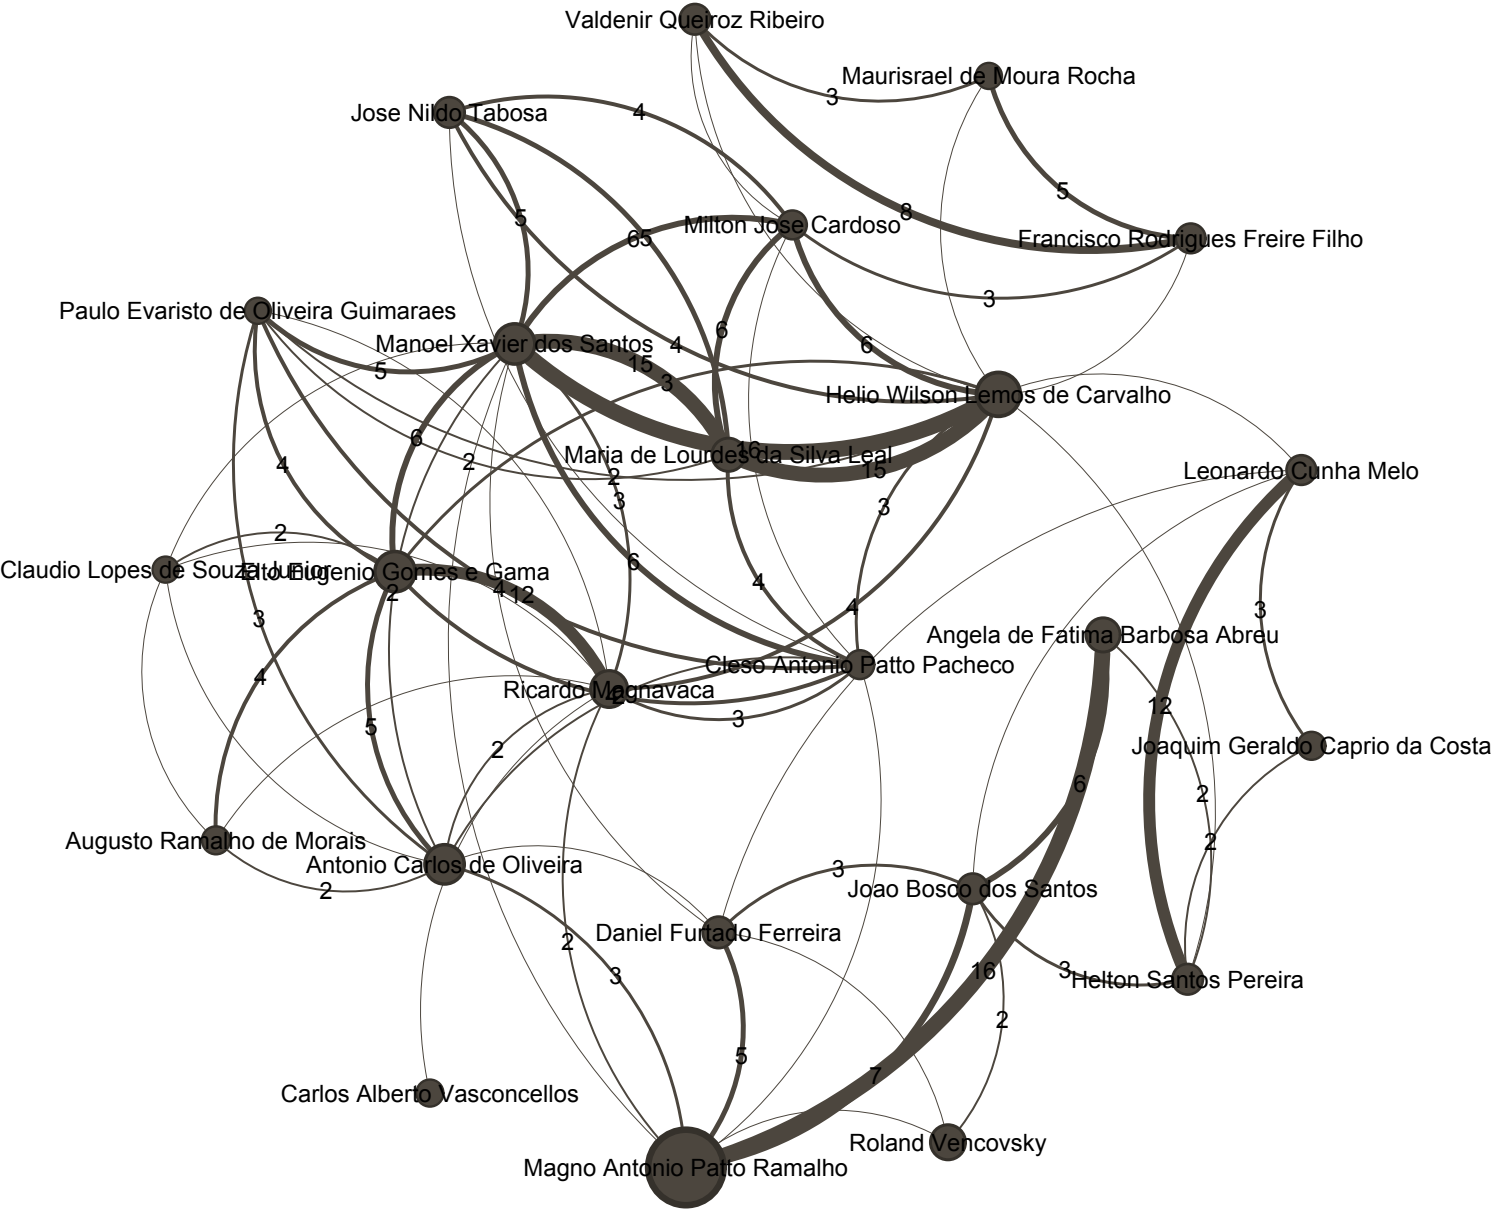 Valdenir Queiroz Ribeiro
Maurisrael de Moura Rocha
3
Jose Nildo Tabosa
4
5
8
5
Milton Jose Cardoso
65
Francisco Rodrigues Freire Filho
3
Paulo Evaristo de Oliveira Guimaraes
6
Manoel Xavier dos Santos
4
6
15
5
3
Helio Wilson Lemos de Carvalho
6
16
Maria de Lourdes da Silva Leal
2
15
Leonardo Cunha Melo
4
2
3
3
2
6
Claudio Lopes de Souza Junior
Elto Eugenio Gomes e Gama
4
2
4
12
4
3
3
Angela de Fatima Barbosa Abreu
Cleso Antonio Patto Pacheco
4
Ricardo Magnavaca
12
3
5
2
Joaquim Geraldo Caprio da Costa
6
2
Augusto Ramalho de Morais
2
Antonio Carlos de Oliveira
3
2
Joao Bosco dos Santos
Daniel Furtado Ferreira
2
3
16
3
Helton Santos Pereira
2
5
7
Carlos Alberto Vasconcellos
Roland Vencovsky
Magno Antonio Patto Ramalho